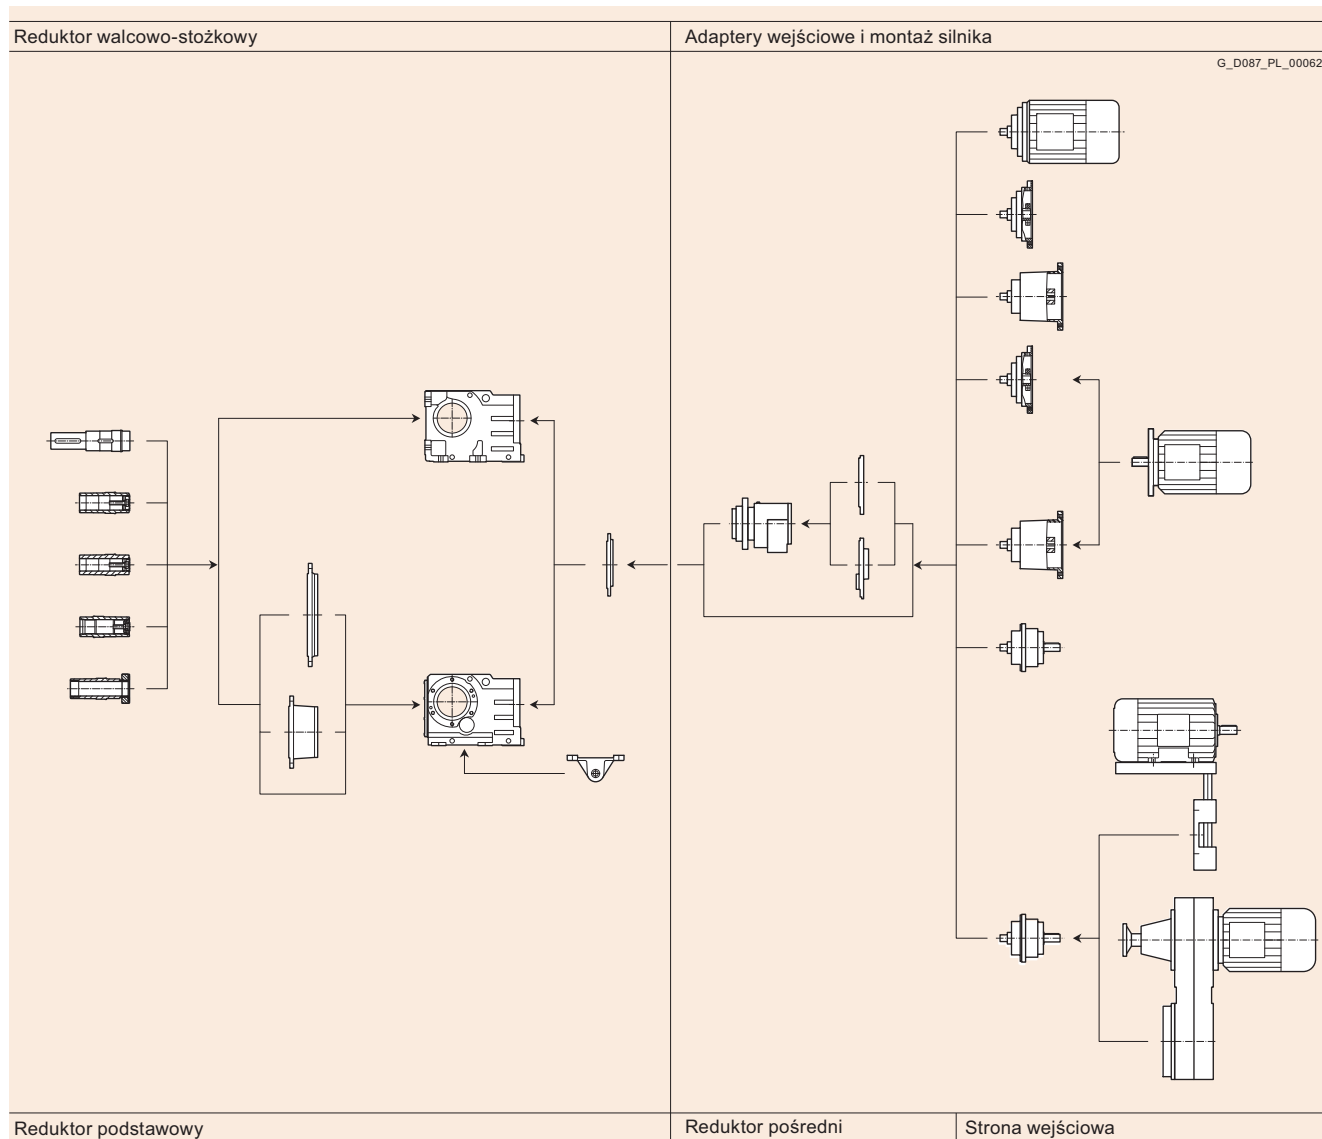 Reduktor walcowo-stożkowy
Adaptery wejściowe i montaż silnika
G_D087_PL_00062
Reduktor podstawowy
Reduktor pośredni
Strona wejściowa